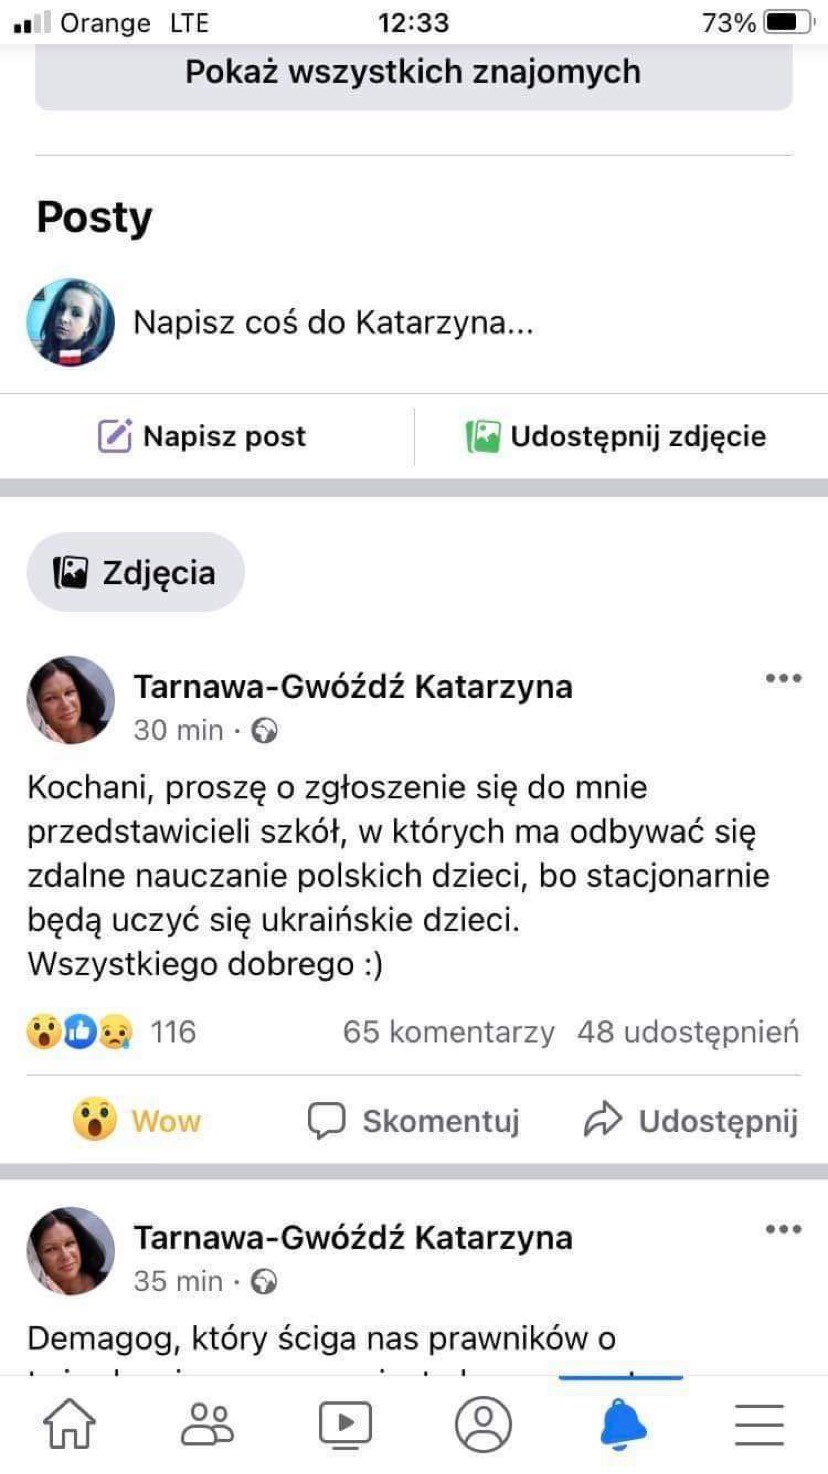 Orange LTE 12:33 73%
Pokaż wszystkich znajomych
Posty
Napisz coś do Katarzyna...
Napisz post Udostępnij zdjęcie
Zdjęcia
Tarnawa-Gwóźdź Katarzyna
30 min ·
Kochani, proszę o zgłoszenie się do mnie
przedstawicieli szkół, w których ma odbywać się
zdalne nauczanie polskich dzieci, bo stacjonarnie
będą uczyć się ukraińskie dzieci.
Wszystkiego dobrego :)
116 65 komentarzy 48 udostępnień
Wow Skomentuj Udostępnij
Tarnawa-Gwóźdź Katarzyna
35 min ·
Demagog, który ściga nas prawników o